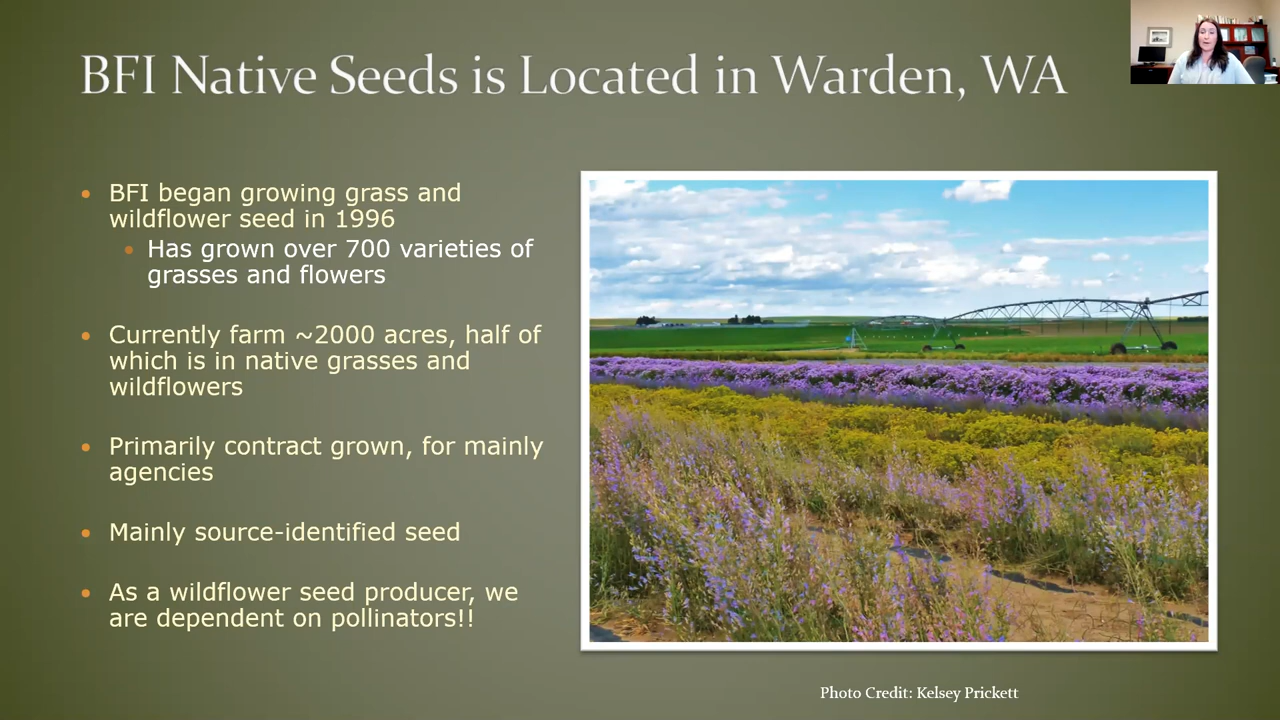 BFI Native Seeds is Located in Warden, WA
BFI began growing grass and
wildflower seed in 1996
Has grown over 700 varieties of
grasses and flowers
Currently farm ~2000 acres, half of
which is in native grasses and
wildflowers
Primarily contract grown, for mainly
agencies
Mainly source-identified seed
As a wildflower seed producer, we
are dependent on pollinators!!
Photo Credit: Kelsey Prickett